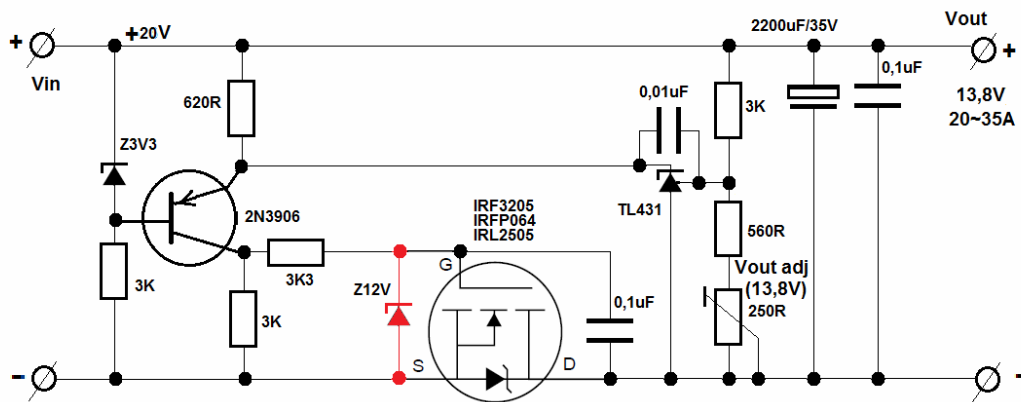 +
Vin
+20V
620R
Z3V3
2N3906
3K
3K3
3K
Z12V
IRF3205
IRFP064
IRL2505
G
S
D
0,1uF
0,01uF
TL431
3K
560R
Vout adj
(13,8V)
250R
2200uF/35V
0,1uF
Vout
+
13,8V
20~35A
-
-